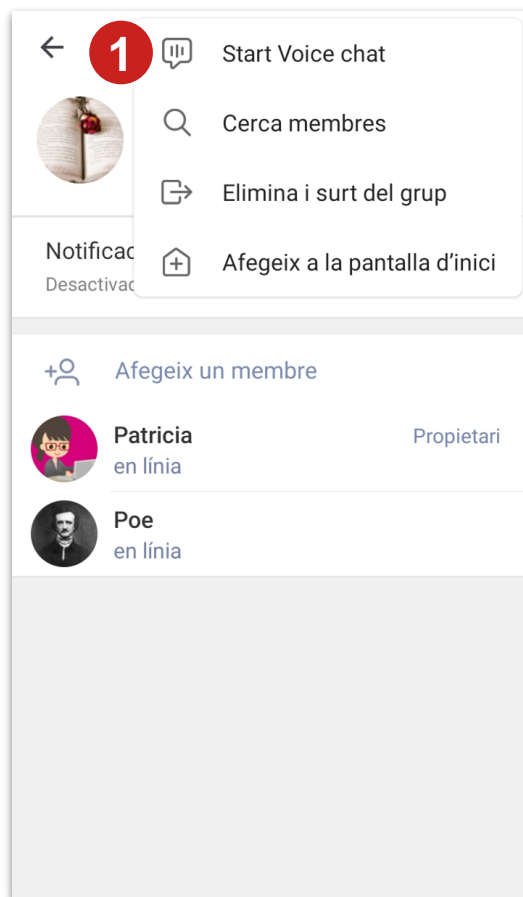 1
Start Voice chat
Cerca membres
Elimina i surt del grup
Afegeix a la pantalla d’inici
Notificac
Desactivac
Afegeix un membre
Patricia
Propietari
en línia
Poe
en línia